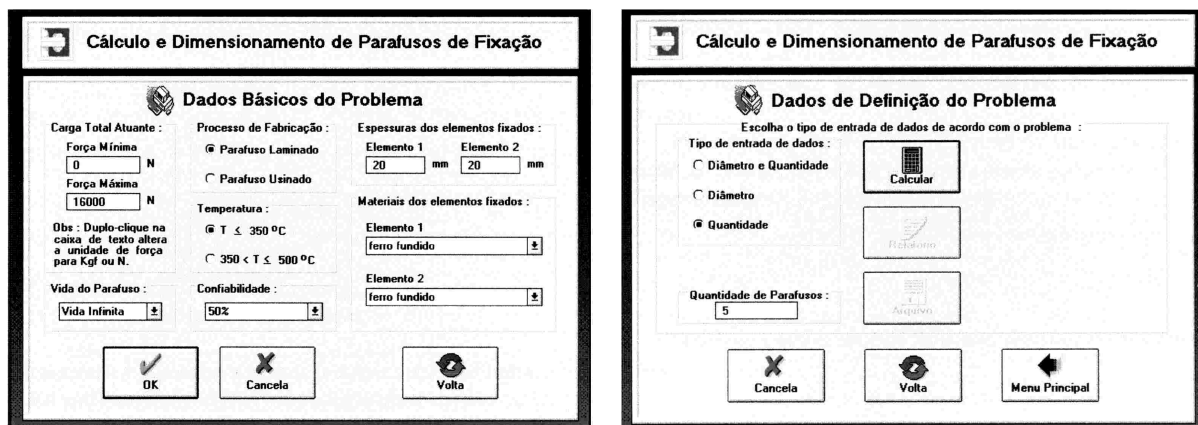 Cálculo e Dimensionamento de Parafusos de Fixação
Dados Básicos do Problema
Carga Total Atuante :
Força Mínima
0 N
Força Máxima
16000 N
Obs : Duplo-clique na
caixa de texto altera
a unidade de força
para Kgf ou N.
Vida do Parafuso :
Vida Infinita
Processo de Fabricação :
Parafuso Laminado
Parafuso Usinado
Temperatura :
T ≤ 350 ºC
350 < T ≤ 500 ºC
Confiabilidade :
50%
Espessuras dos elementos fixados :
Elemento 1 Elemento 2
20 mm 20 mm
Materiais dos elementos fixados :
Elemento 1
ferro fundido
Elemento 2
ferro fundido
OK Cancela Volta
Cálculo e Dimensionamento de Parafusos de Fixação
Dados de Definição do Problema
Escolha o tipo de entrada de dados de acordo com o problema :
Tipo de entrada de dados :
Diâmetro e Quantidade
Diâmetro
Quantidade
Quantidade de Parafusos :
5
Calcular
Relatório
Arquivo
Cancela Volta Menu Principal